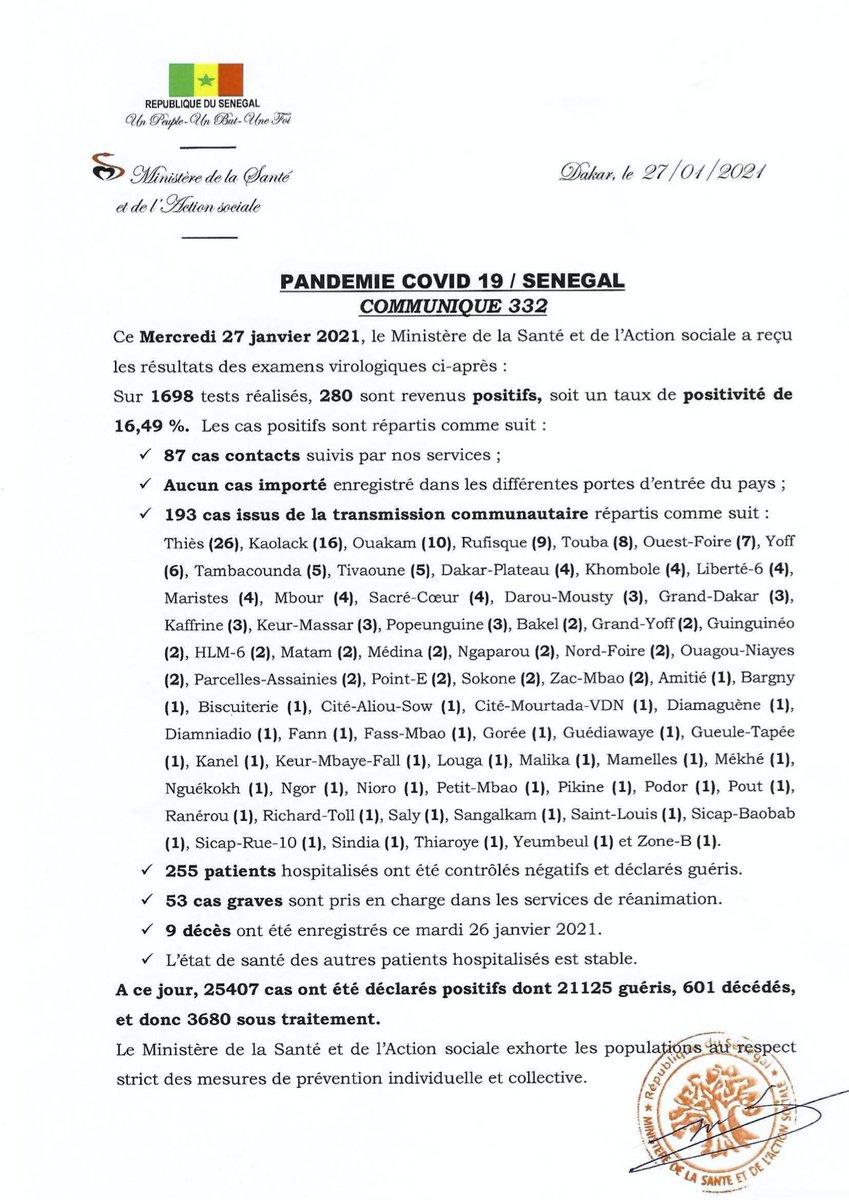 REPUBLIQUE DU SENEGAL
Un Peuple-Un But-Une Foi
Ministère de la Santé
et de l'Action sociale
Dakar, le 27/01/2021
PANDEMIE COVID 19 / SENEGAL
COMMUNIQUE 332
Ce Mercredi 27 janvier 2021, le Ministère de la Santé et de l'Action sociale a reçu
les résultats des examens virologiques ci-après :
Sur 1698 tests réalisés, 280 sont revenus positifs, soit un taux de positivité de
16,49 %. Les cas positifs sont répartis comme suit :
✓ 87 cas contacts suivis par nos services ;
✓ Aucun cas importé enregistré dans les différentes portes d'entrée du pays ;
✓ 193 cas issus de la transmission communautaire répartis comme suit :
Thiès (26), Kaolack (16), Ouakam (10), Rufisque (9), Touba (8), Ouest-Foire (7), Yoff
(6), Tambacounda (5), Tivaoune (5), Dakar-Plateau (4), Khombole (4), Liberté-6 (4),
Maristes (4), Mbour (4), Sacré-Cœur (4), Darou-Mousty (3), Grand-Dakar (3),
Kaffrine (3), Keur-Massar (3), Popeunguine (3), Bakel (2), Grand-Yoff (2), Guinguinéo
(2), HLM-6 (2), Matam (2), Médina (2), Ngaparou (2), Nord-Foire (2), Ouagou-Niayes
(2), Parcelles-Assainies (2), Point-E (2), Sokone (2), Zac-Mbao (2), Amitié (1), Bargny
(1), Biscuiterie (1), Cité-Aliou-Sow (1), Cité-Mourtada-VDN (1), Diamaguène (1),
Diamniadio (1), Fann (1), Fass-Mbao (1), Gorée (1), Guédiawaye (1), Gueule-Tapée
(1), Kanel (1), Keur-Mbaye-Fall (1), Louga (1), Malika (1), Mamelles (1), Mékhé (1),
Nguékokh (1), Ngor (1), Nioro (1), Petit-Mbao (1), Pikine (1), Podor (1), Pout (1),
Ranérou (1), Richard-Toll (1), Saly (1), Sangalkam (1), Saint-Louis (1), Sicap-Baobab
(1), Sicap-Rue-10 (1), Sindia (1), Thiaroye (1), Yeumbeul (1) et Zone-B (1).
✓ 255 patients hospitalisés ont été contrôlés négatifs et déclarés guéris.
✓ 53 cas graves sont pris en charge dans les services de réanimation.
✓ 9 décès ont été enregistrés ce mardi 26 janvier 2021.
✓ L'état de santé des autres patients hospitalisés est stable.
A ce jour, 25407 cas ont été déclarés positifs dont 21125 guéris, 601 décédés,
et donc 3680 sous traitement.
Le Ministère de la Santé et de l'Action sociale exhorte les populations au respect
strict des mesures de prévention individuelle et collective.
★ République du Sénégal ★
MINISTERE DE LA SANTE ET DE L'ACTION SOCIALE